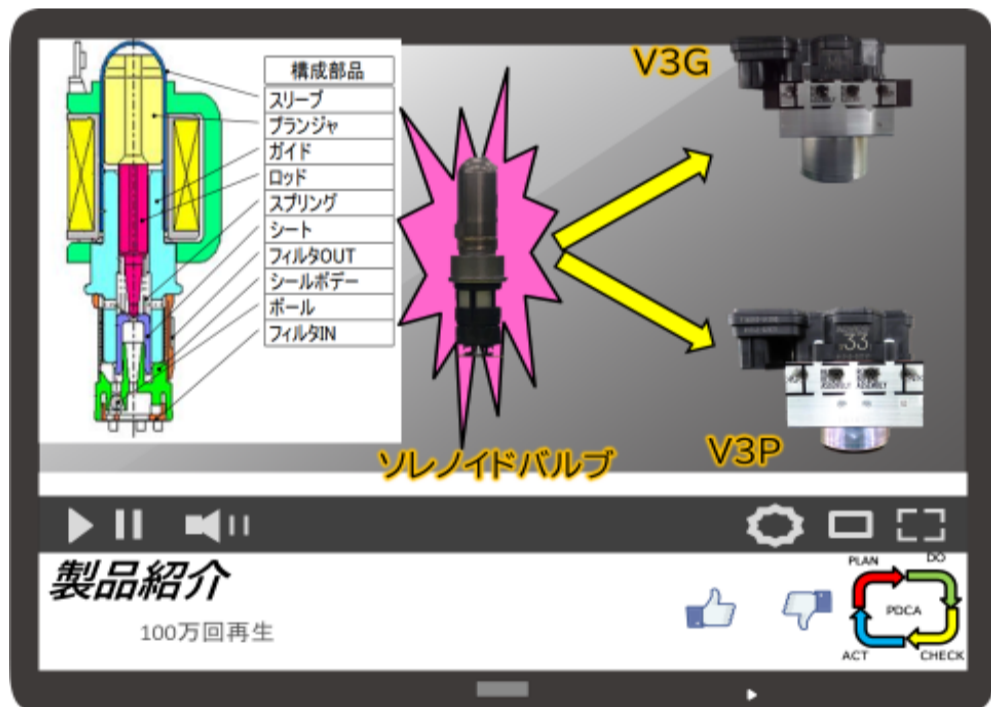 構成部品
スリーブ
プランジャ
ガイド
ロッド
スプリング
シート
フィルタOUT
シールボデー
ボール
フィルタIN
V3G
33
V3P
ソレノイドバルブ
製品紹介
100万回再生
PLAN
DO
PDCA
ACT
CHECK